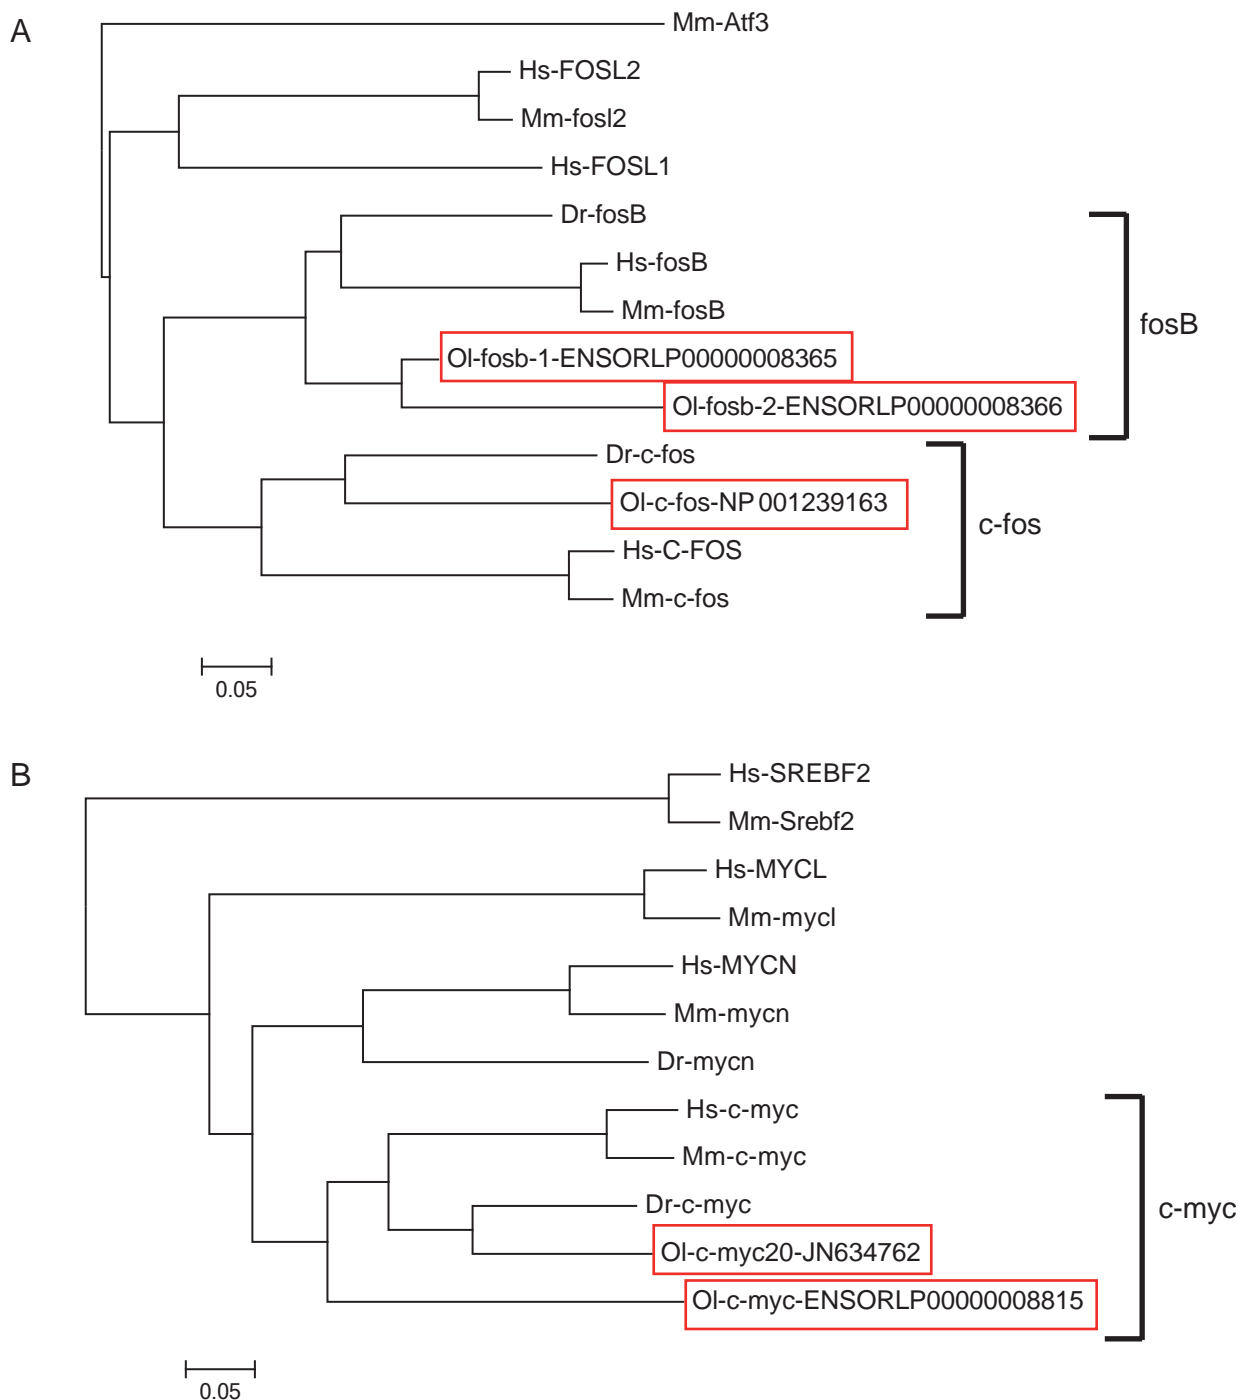 A
Mm-Atf3
Hs-FOSL2
Mm-fosl2
Hs-FOSL1
Dr-fosB
Hs-fosB
Mm-fosB
fosB
Ol-fosb-1-ENSORLP00000008365
Ol-fosb-2-ENSORLP00000008366
Dr-c-fos
Ol-c-fos-NP 001239163
c-fos
Hs-C-FOS
Mm-c-fos
0.05
B
Hs-SREBF2
Mm-Srebf2
Hs-MYCL
Mm-mycl
Hs-MYCN
Mm-mycn
Dr-mycn
Hs-c-myc
Mm-c-myc
Dr-c-myc
c-myc
Ol-c-myc20-JN634762
Ol-c-myc-ENSORLP00000008815
0.05